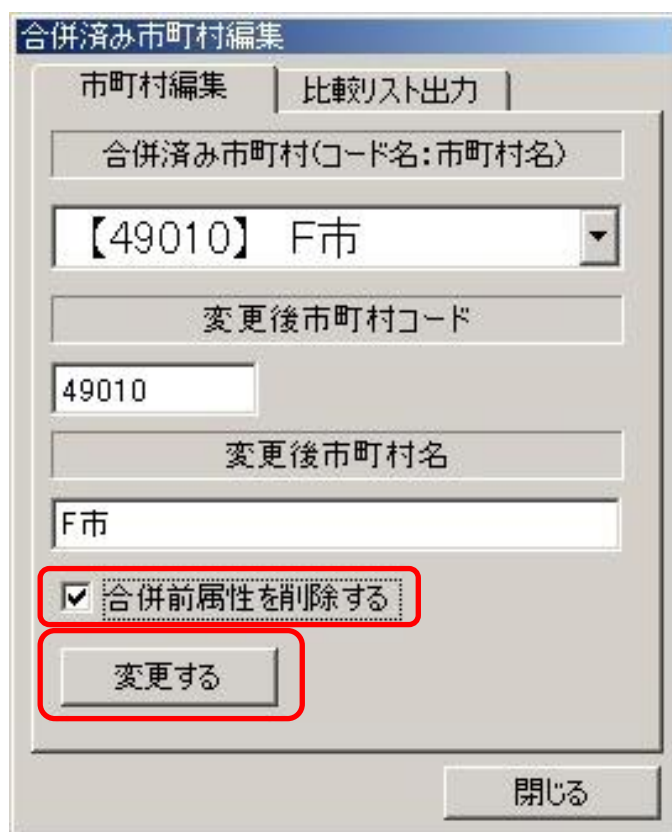 合併済み市町村編集
市町村編集
比較リスト出力
合併済み市町村(コード名:市町村名)
【49010】 F市
変更後市町村コード
49010
変更後市町村名
F市
合併前属性を削除する
変更する
閉じる